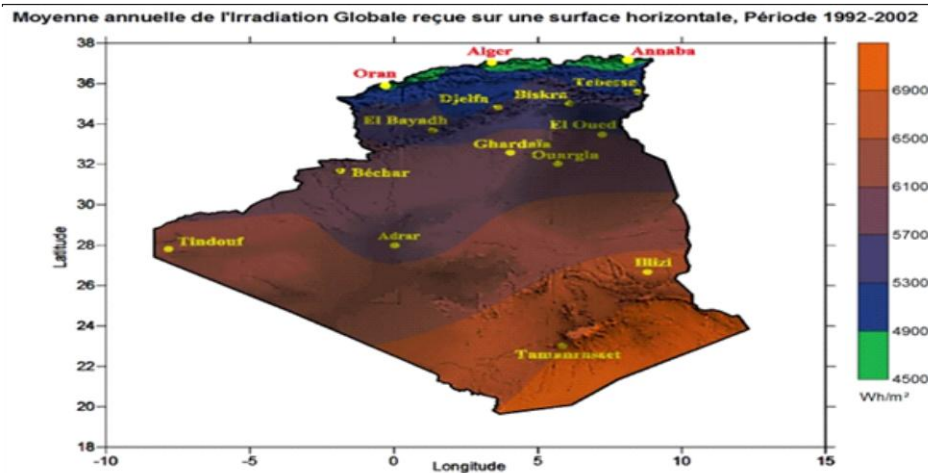 Moyenne annuelle de l'Irradiation Globale reçue sur une surface horizontale, Période 1992-2002
38
36
34
32
30
28
26
24
22
20
18
Latitude
Oran
Alger
Annaba
Tebessa
Djelfa
Biskra
El Bayadh
El Oued
Ghardaïa
Ouargla
Béchar
Tindouf
Adrar
Illizi
Tamanrasset
-10
-5
0
5
10
15
Longitude
6900
6500
6100
5700
5300
4900
4500
Wh/m²